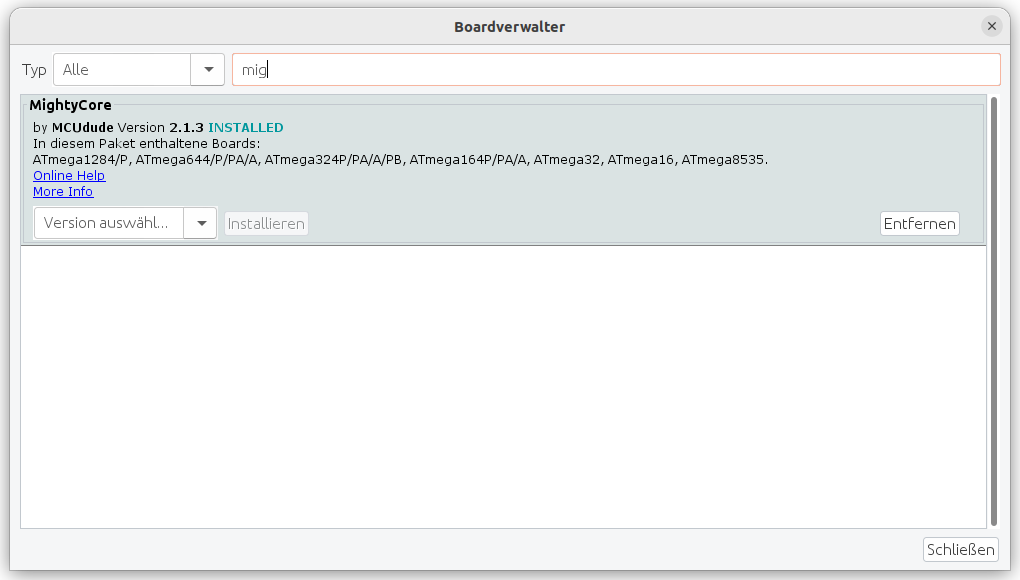 Boardverwalter
Typ Alle mig
MightyCore
by MCUdude Version 2.1.3 INSTALLED
In diesem Paket enthaltene Boards:
ATmega1284/P, ATmega644/P/PA/A, ATmega324P/PA/A/PB, ATmega164P/PA/A, ATmega32, ATmega16, ATmega8535.
Online Help
More Info
Version auswähl... Installieren Entfernen
Schließen